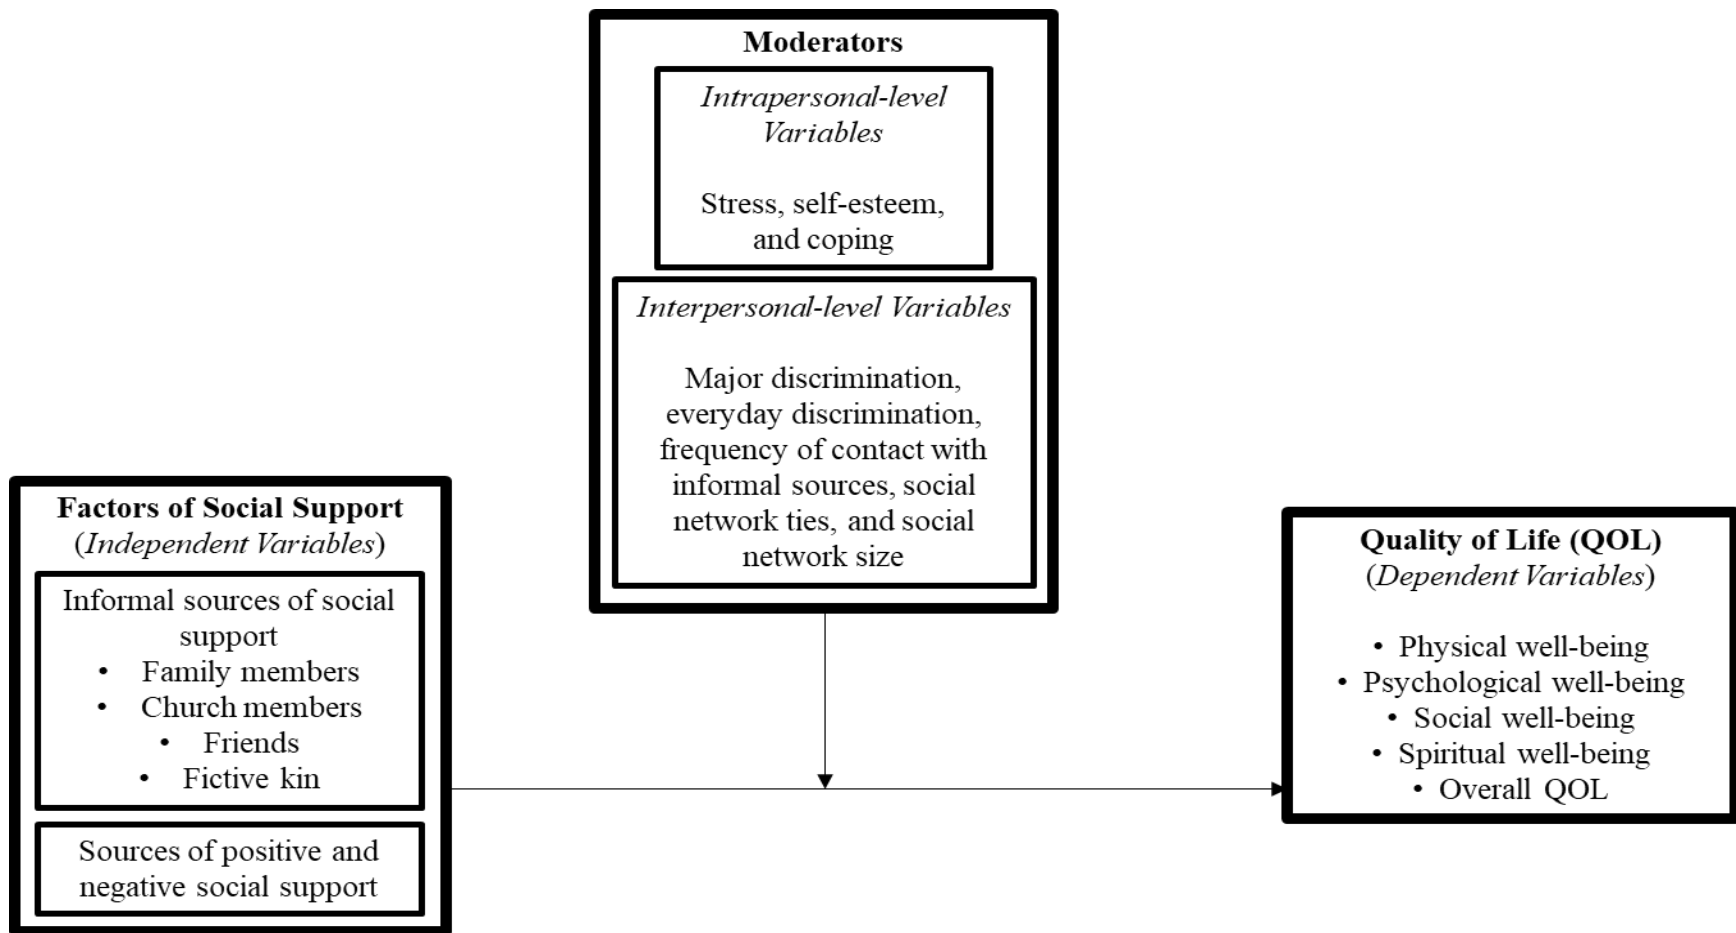 Moderators
Intrapersonal-level
Variables
Stress, self-esteem,
and coping
Interpersonal-level Variables
Major discrimination,
everyday discrimination,
frequency of contact with
informal sources, social
network ties, and social
network size
Factors of Social Support
(Independent Variables)
Informal sources of social
support
• Family members
• Church members
• Friends
• Fictive kin
Sources of positive and
negative social support
Quality of Life (QOL)
(Dependent Variables)
• Physical well-being
• Psychological well-being
• Social well-being
• Spiritual well-being
• Overall QOL